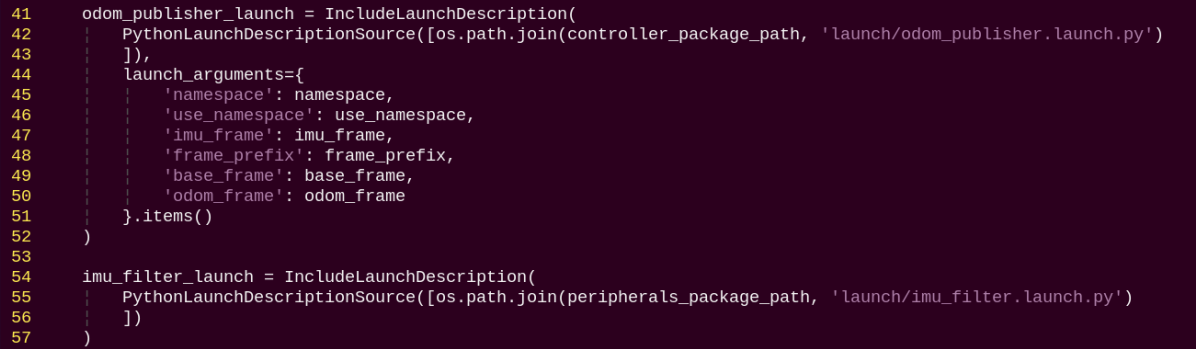 41     odom_publisher_launch = IncludeLaunchDescription(
42         PythonLaunchDescriptionSource([os.path.join(controller_package_path, 'launch/odom_publisher.launch.py')
43         ]),
44         launch_arguments={
45             'namespace': namespace,
46             'use_namespace': use_namespace,
47             'imu_frame': imu_frame,
48             'frame_prefix': frame_prefix,
49             'base_frame': base_frame,
50             'odom_frame': odom_frame
51         }.items()
52     )
53
54     imu_filter_launch = IncludeLaunchDescription(
55         PythonLaunchDescriptionSource([os.path.join(peripherals_package_path, 'launch/imu_filter.launch.py')
56         ])
57     )